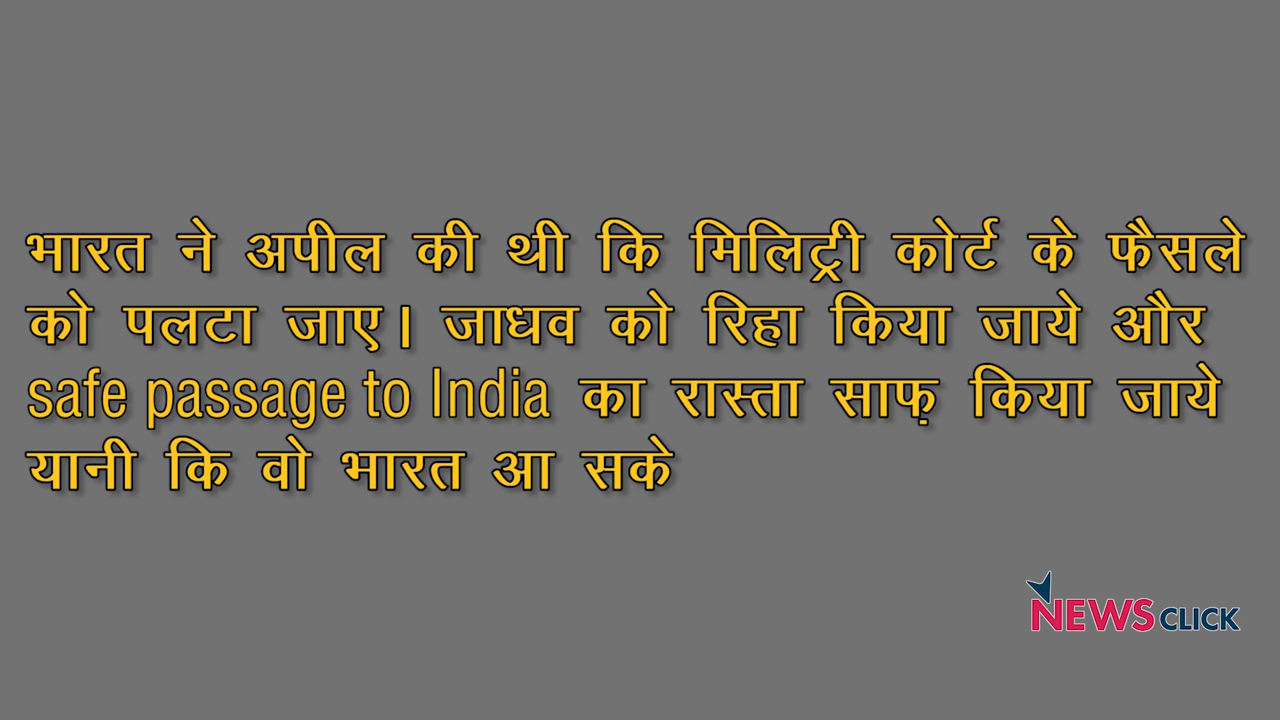 भारत ने अपील की थी कि मिलिट्री कोर्ट के फैसले
को पलटा जाए। जाधव को रिहा किया जाये और
safe passage to India का रास्ता साफ़ किया जाये
यानी कि वो भारत आ सके
NEWSCLICK